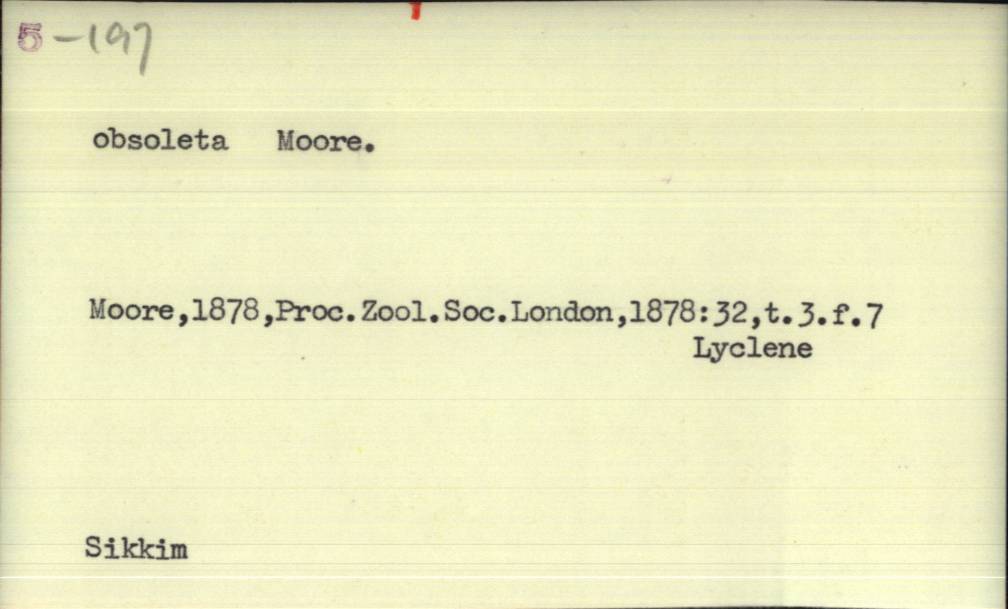 5-197
obsoleta Moore.
Moore,1878,Proc.Zool.Soc.London,1878:32,t.3.f.7
Lyclene
Sikkim